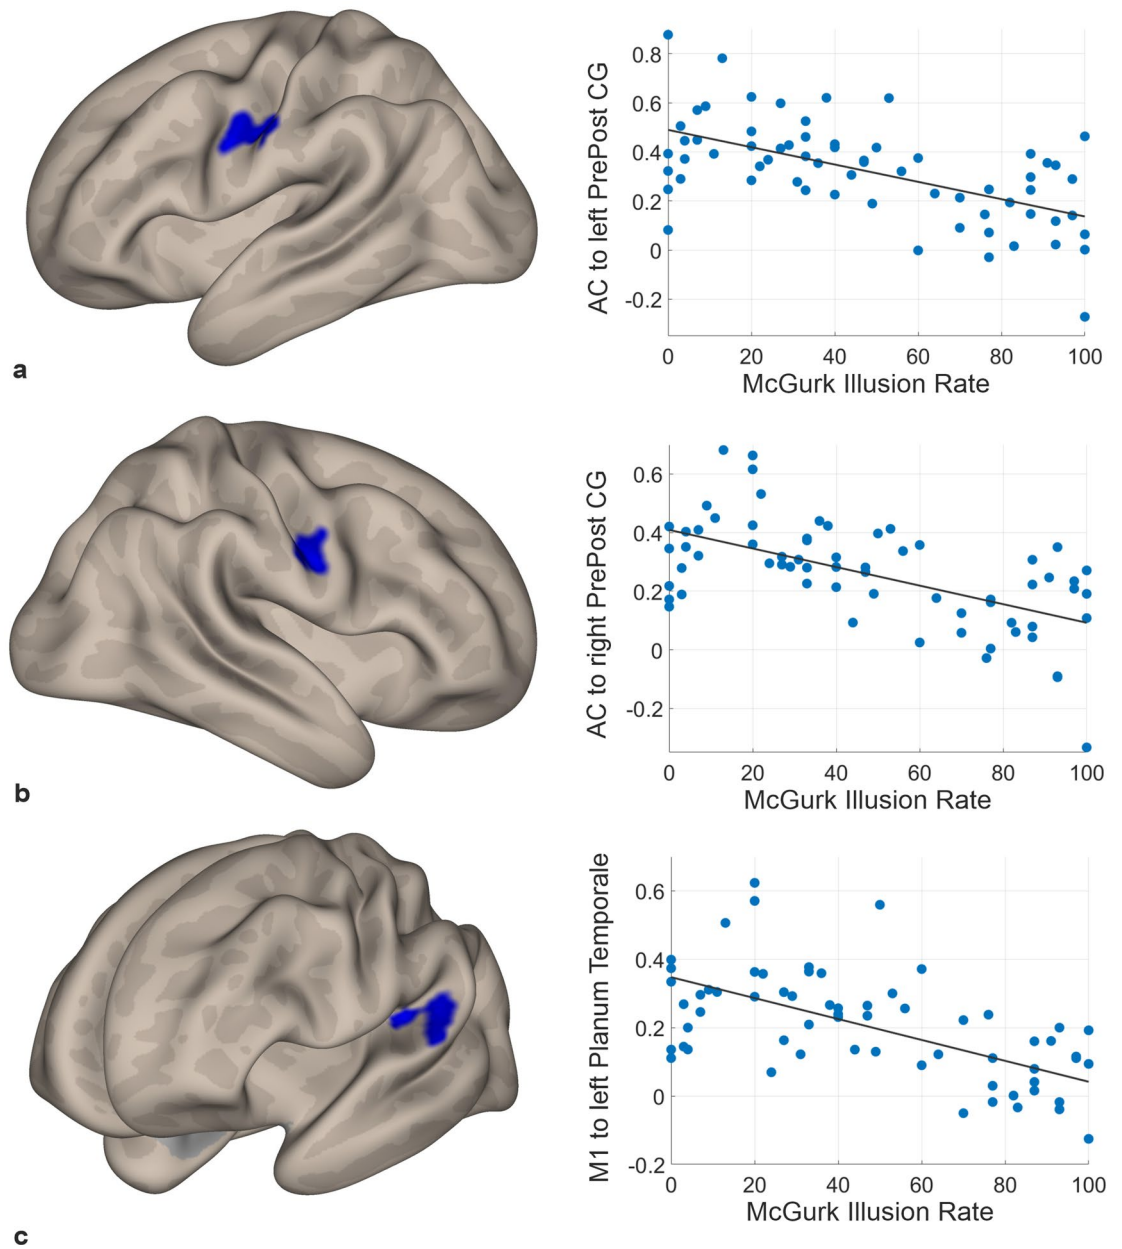 0.8
0.6
0.4
0.2
0
-0.2
AC to left PrePost CG
0 20 40 60 80 100
McGurk Illusion Rate
a
0.6
0.4
0.2
0
-0.2
AC to right PrePost CG
0 20 40 60 80 100
McGurk Illusion Rate
b
0.6
0.4
0.2
0
-0.2
M1 to left Planum Temporale
0 20 40 60 80 100
McGurk Illusion Rate
c